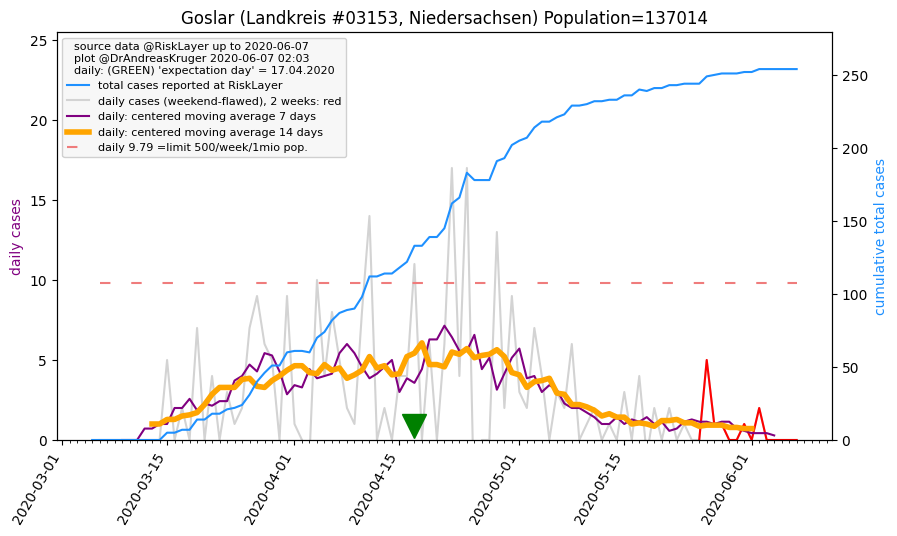 Goslar (Landkreis #03153, Niedersachsen) Population=137014
source data @RiskLayer up to 2020-06-07
plot @DrAndreasKruger 2020-06-07 02:03
daily: (GREEN) 'expectation day' = 17.04.2020
total cases reported at RiskLayer
daily cases (weekend-flawed), 2 weeks: red
daily: centered moving average 7 days
daily: centered moving average 14 days
daily 9.79 =limit 500/week/1mio pop.
daily cases
25
20
15
10
5
0
cumulative total cases
250
200
150
100
50
0
2020-03-01
2020-03-15
2020-04-01
2020-04-15
2020-05-01
2020-05-15
2020-06-01